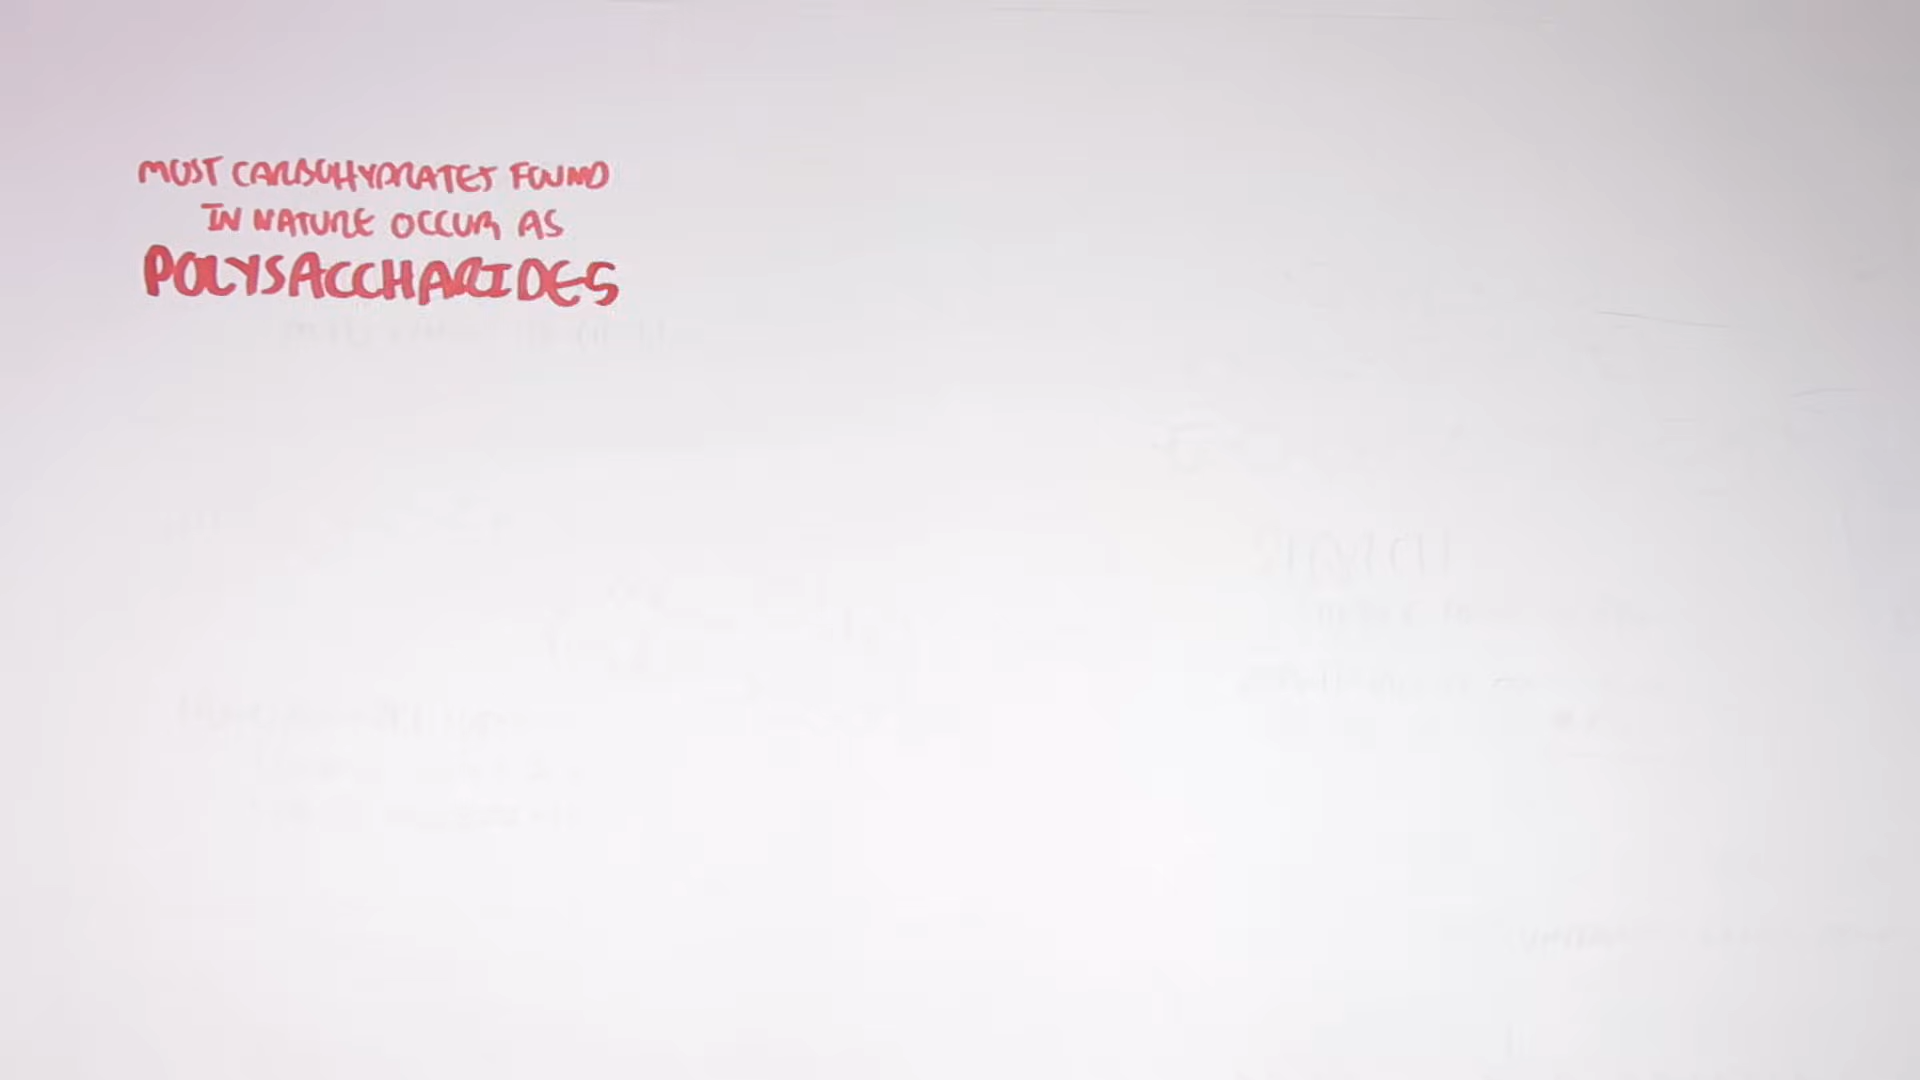 MOST CARBOHYDRATES FOUND
IN NATURE OCCUR AS
POLYSACCHARIDES